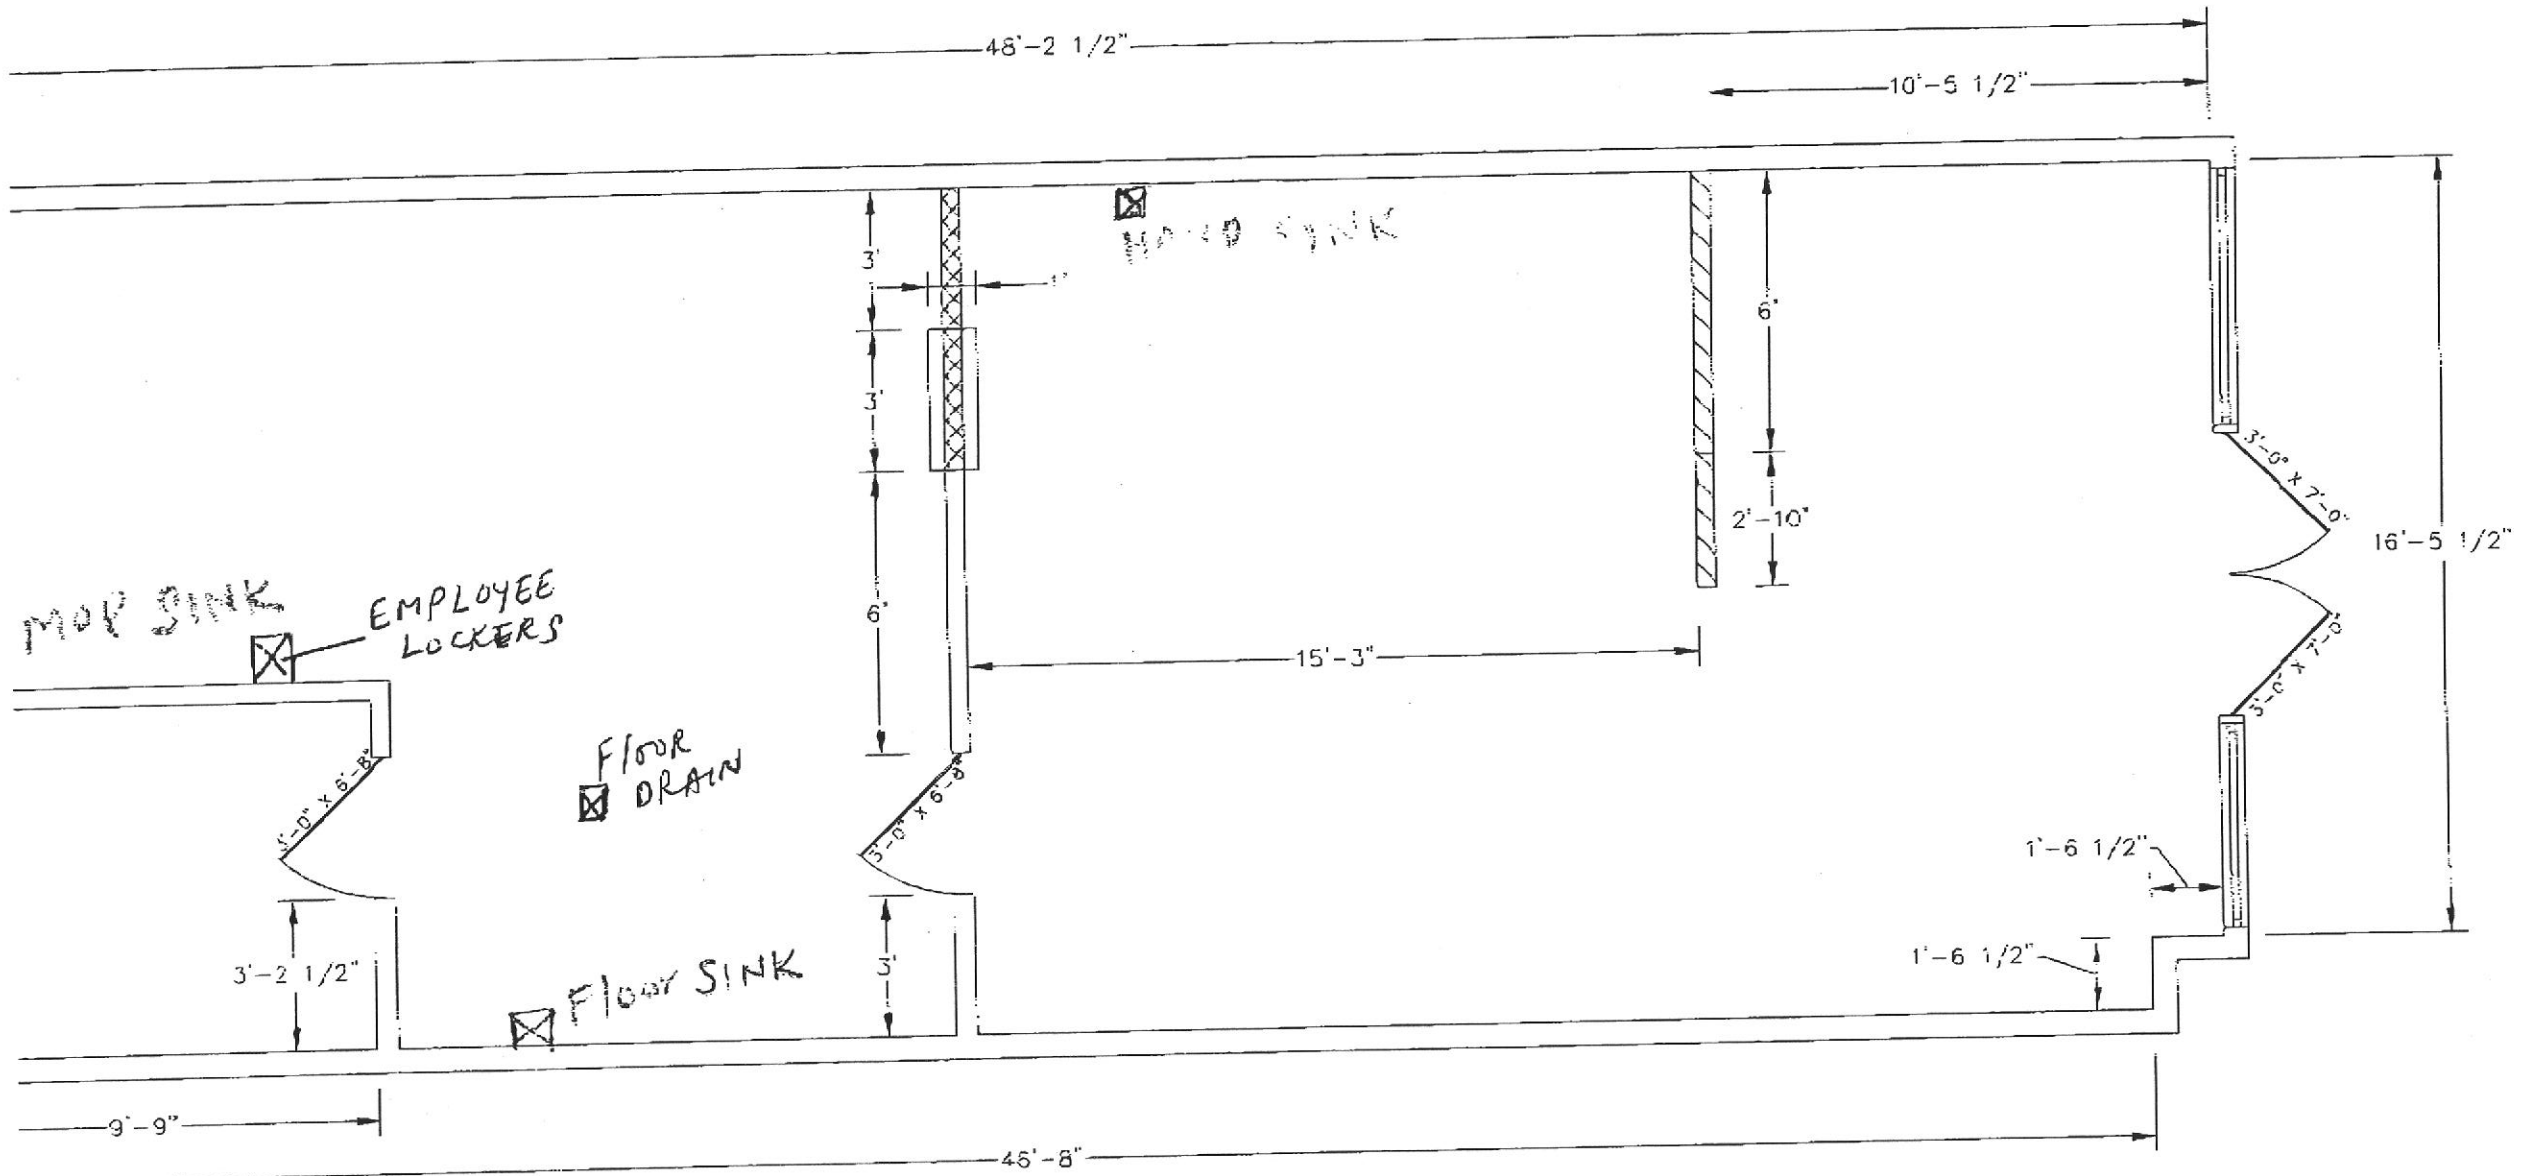 48'-2 1/2"
10'-5 1/2"
HAND SINK
3'
1'
6'
3'
3'-0" X 7'-0"
2'-10"
16'-5 1/2"
MOP SINK
EMPLOYEE
LOCKERS
6'
15'-3"
3'-0" X 7'-0"
Floor
DRAIN
3'-0" X 6'-8"
3'-0" X 6'-8"
1'-6 1/2"
3'-2 1/2"
Floor SINK
3'
1'-6 1/2"
9'-9"
46'-8"